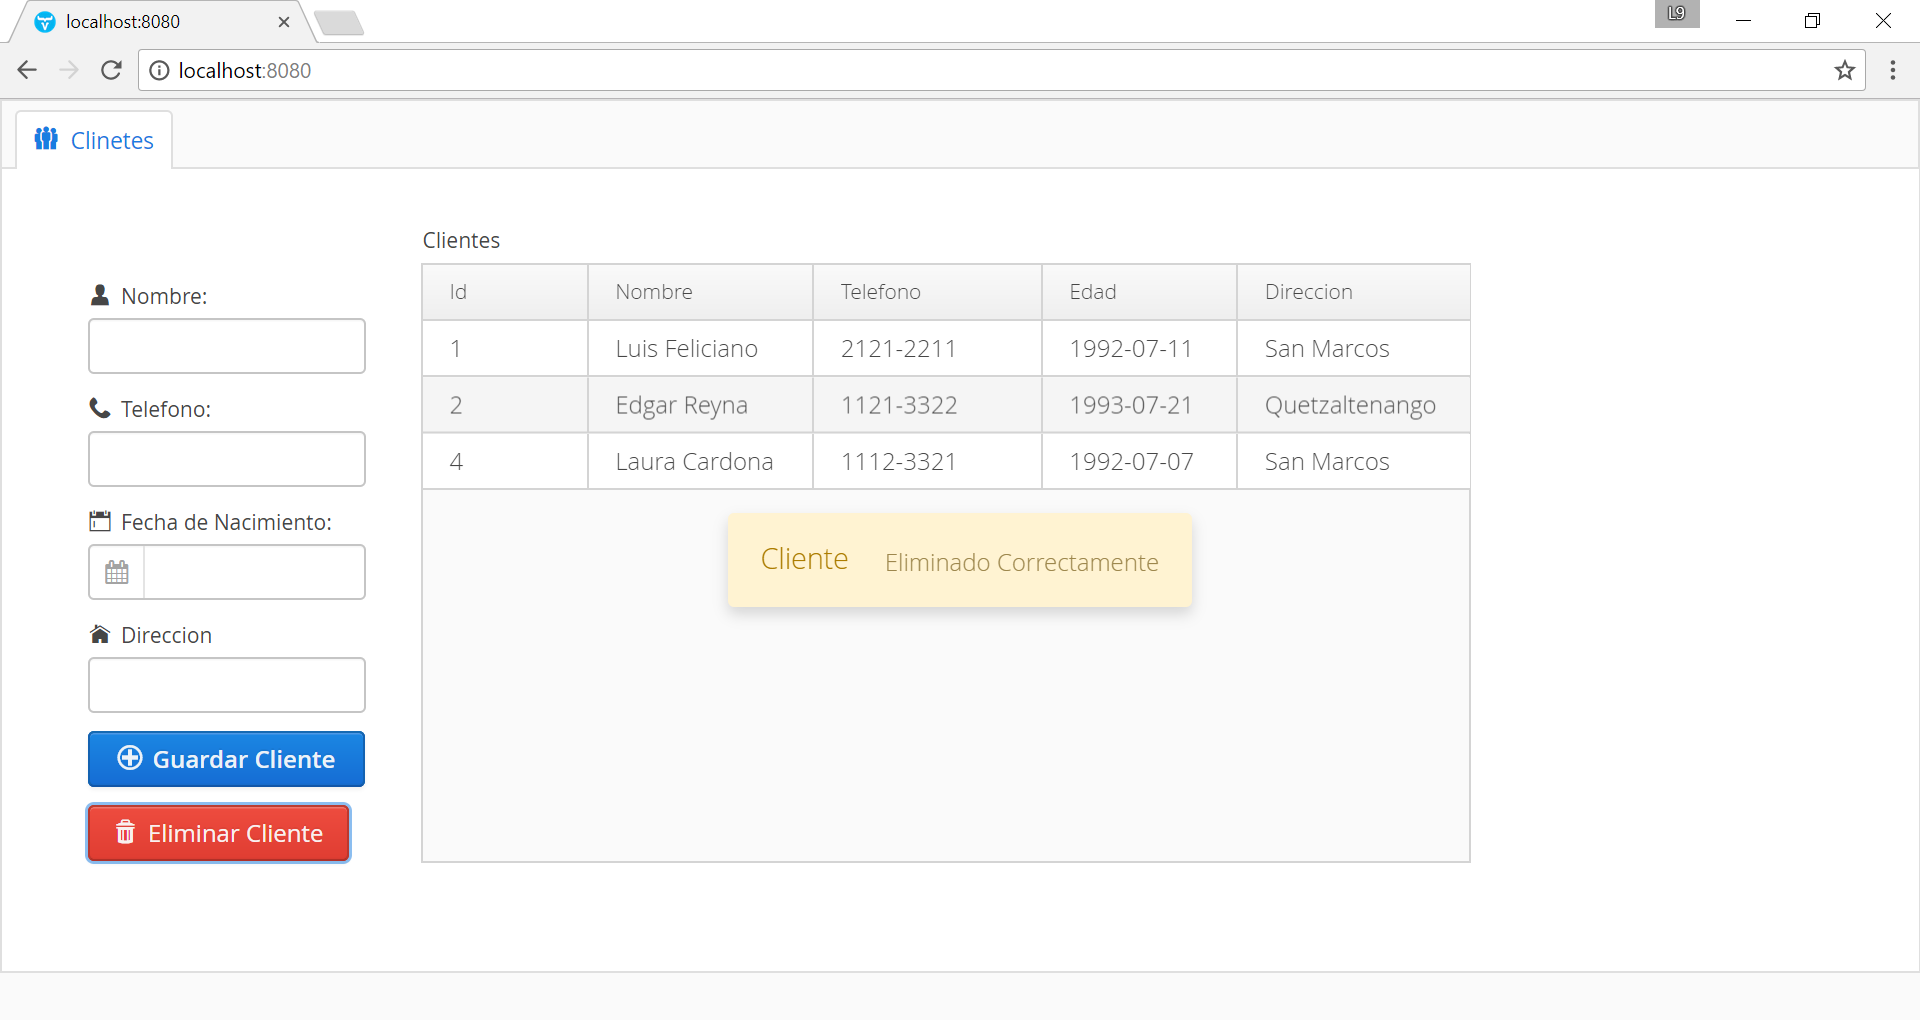 localhost:8080
L9
localhost:8080
Clinetes
Clientes
Id Nombre Telefono Edad Direccion
1 Luis Feliciano 2121-2211 1992-07-11 San Marcos
2 Edgar Reyna 1121-3322 1993-07-21 Quetzaltenango
4 Laura Cardona 1112-3321 1992-07-07 San Marcos
Nombre:
Telefono:
Fecha de Nacimiento:
Direccion
Guardar Cliente
Eliminar Cliente
Cliente Eliminado Correctamente